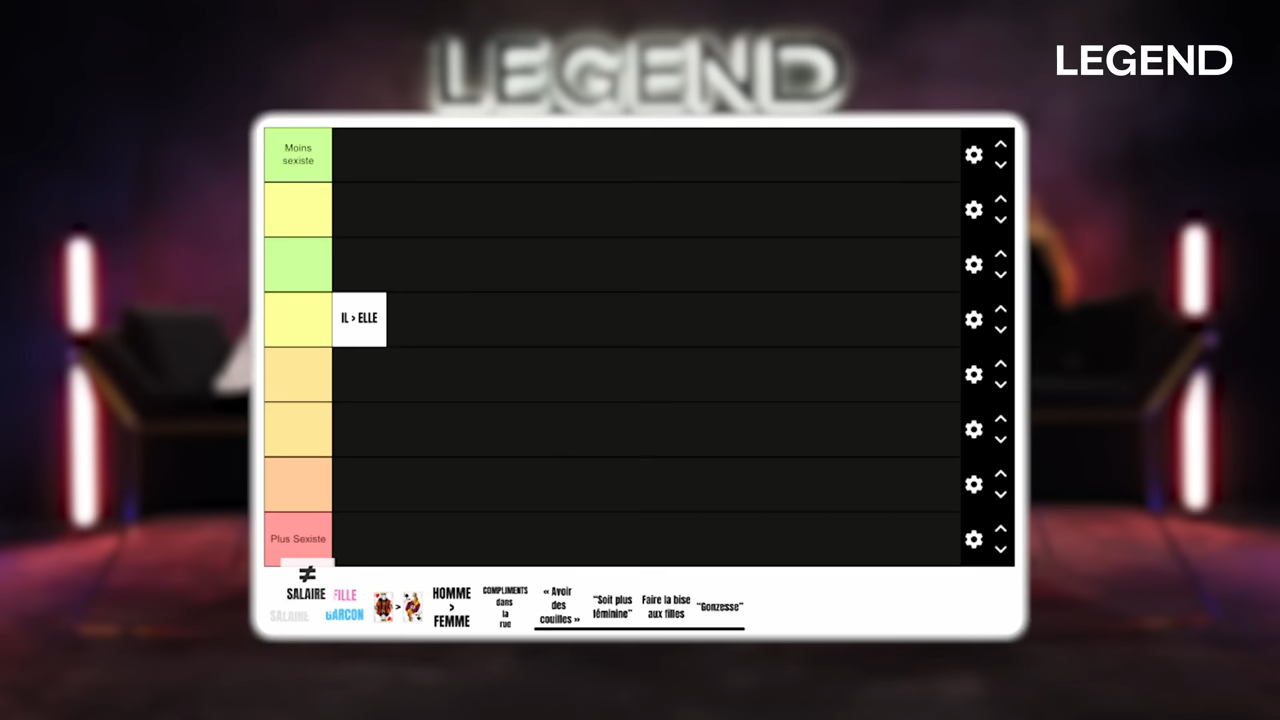 LEGEND
LEGEND
Moins
sexiste
IL > ELLE
Plus Sexiste
≠
SALAIRE
SALAIRE
FILLE
GARCON
>
HOMME
>
FEMME
COMPLIMENTS
dans
la
rue
« Avoir
des
couilles »
"Soit plus
féminine"
Faire la bise
aux filles
"Gonzesse"